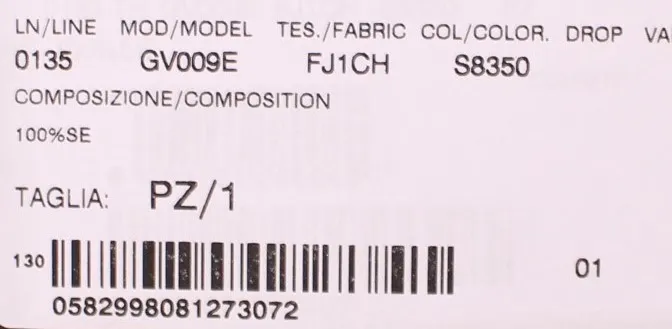 LN/LINE MOD/MODEL TES./FABRIC COL/COLOR. DROP VA
0135 GV009E FJ1CH S8350
COMPOSIZIONE/COMPOSITION
100%SE
TAGLIA: PZ/1
130 01
0582998081273072